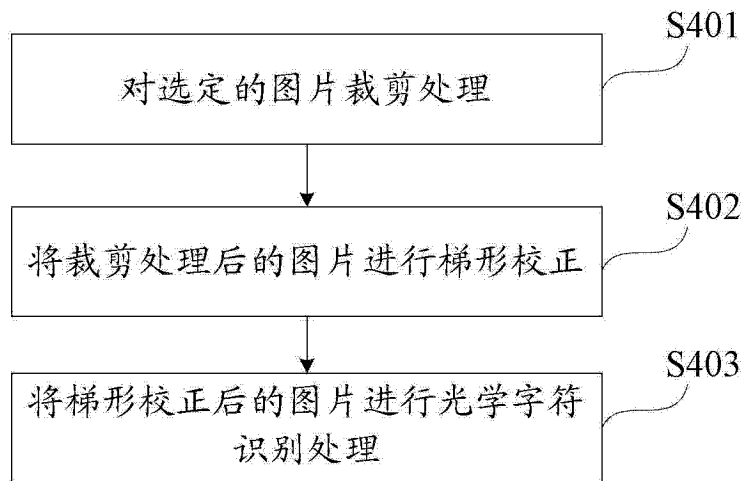 S401
对选定的图片裁剪处理
S402
将裁剪处理后的图片进行梯形校正
S403
将梯形校正后的图片进行光学字符
识别处理